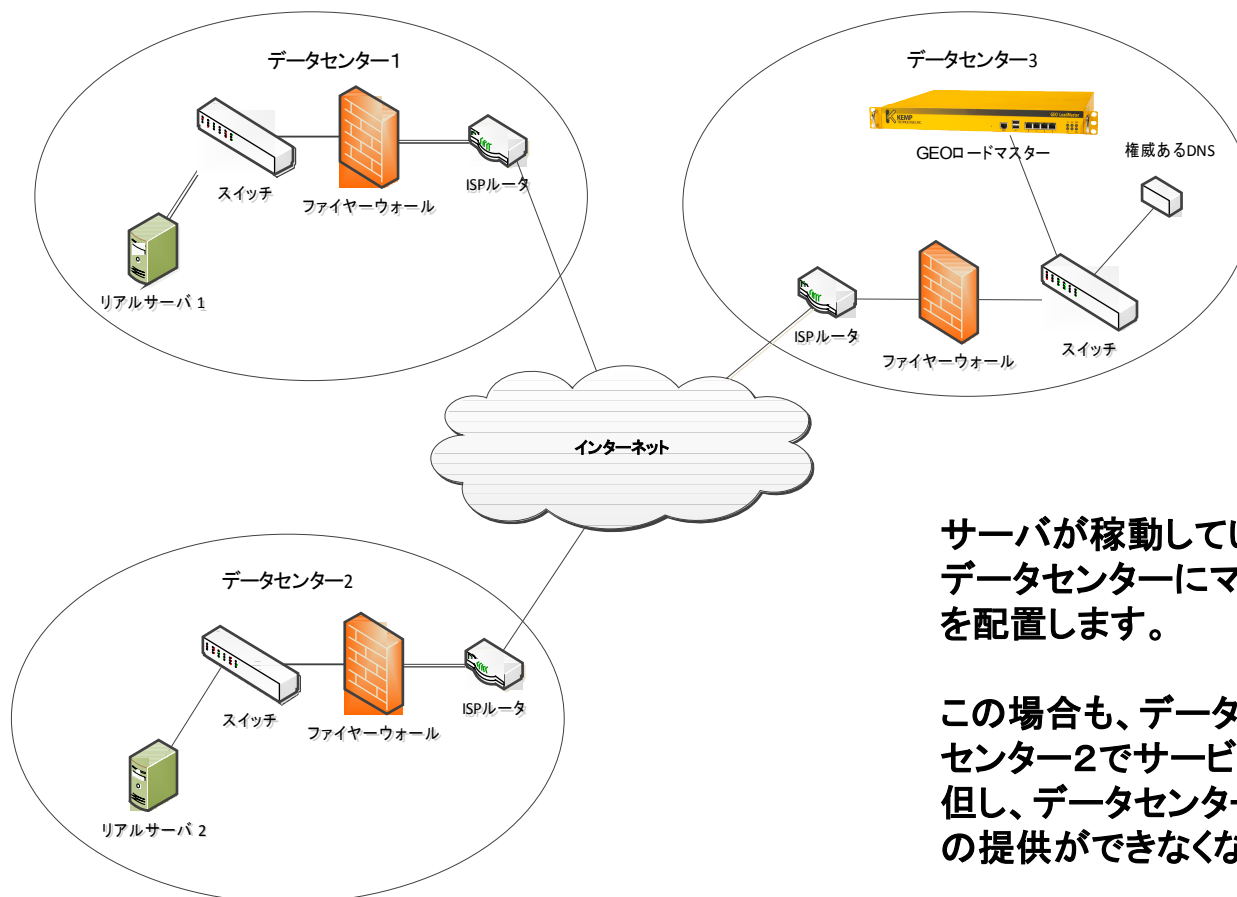 データセンター1
スイッチ
ファイヤーウォール
ISPルータ
リアルサーバ 1
データセンター3
KEMP
GEOロードマスター
権威あるDNS
ISPルータ
ファイヤーウォール
スイッチ
インターネット
データセンター2
スイッチ
ファイヤーウォール
ISPルータ
リアルサーバ 2
サーバが稼動してい
データセンターにマ
を配置します。
この場合も、データ
センター2でサービ
但し、データセンター
の提供ができなくな